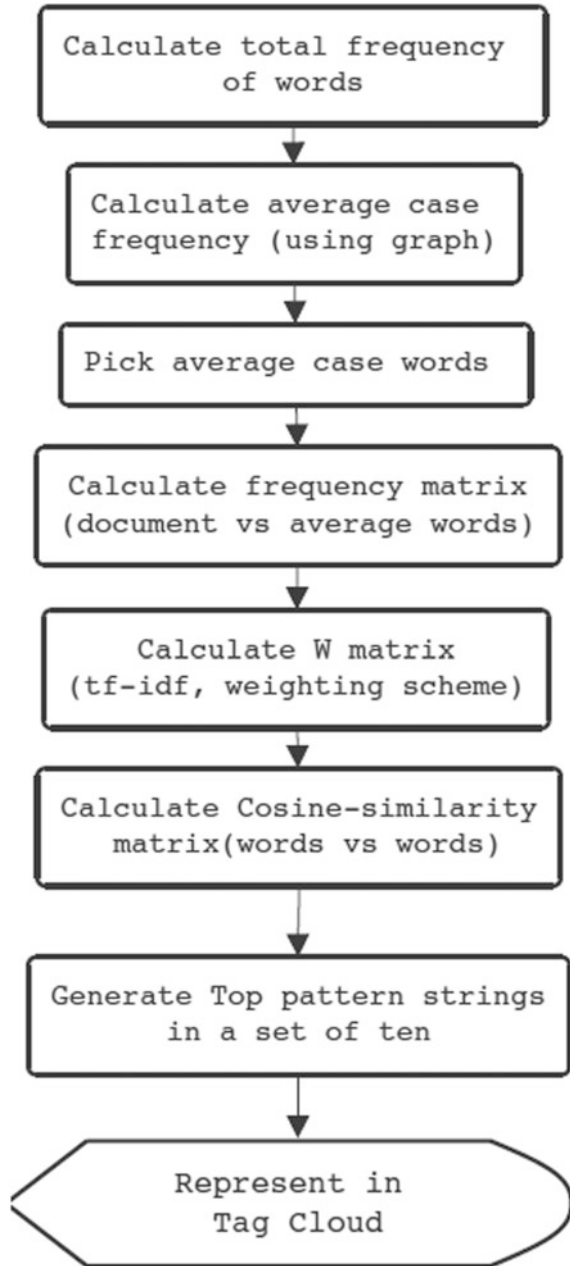 Calculate total frequency
of words
Calculate average case
frequency (using graph)
Pick average case words
Calculate frequency matrix
(document vs average words)
Calculate W matrix
(tf-idf, weighting scheme)
Calculate Cosine-similarity
matrix(words vs words)
Generate Top pattern strings
in a set of ten
Represent in
Tag Cloud